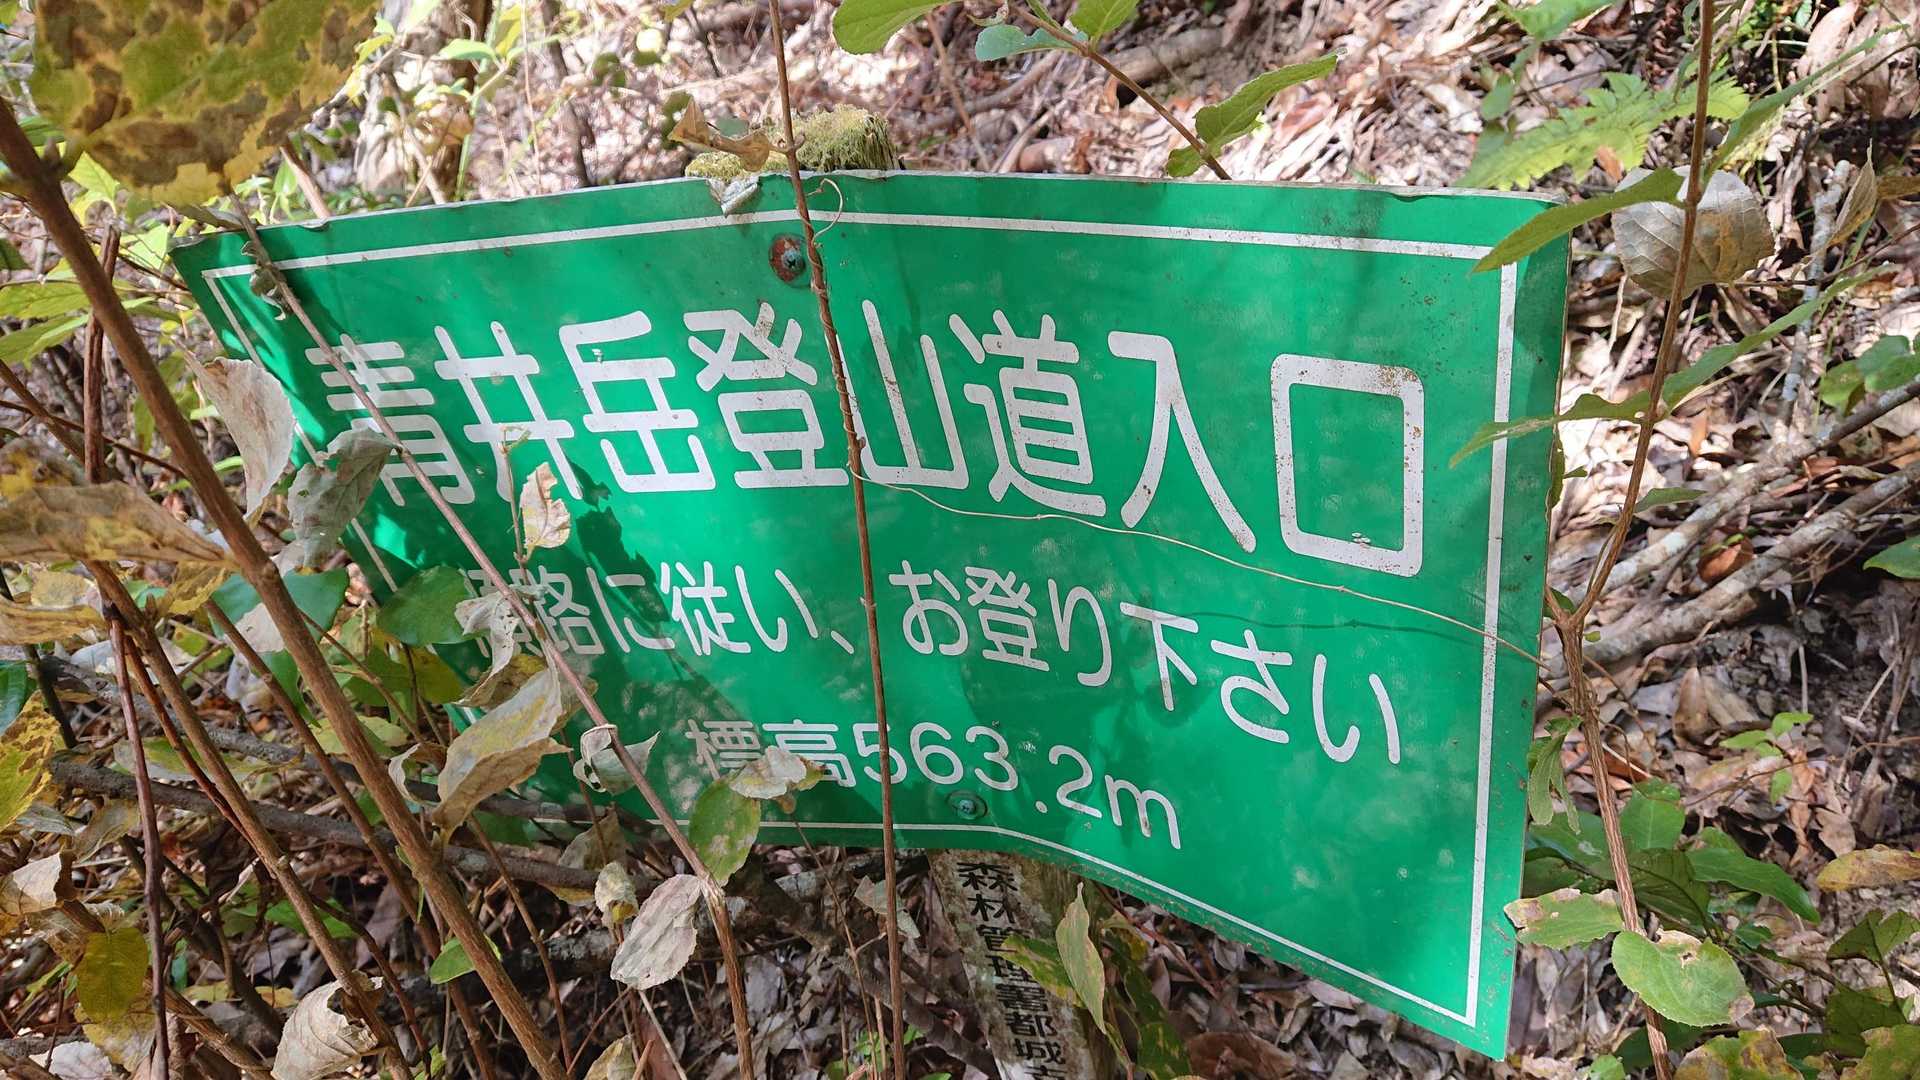 青井岳登山道入口
順路に従い、お登り下さい
標高563.2m
森林管理署都城